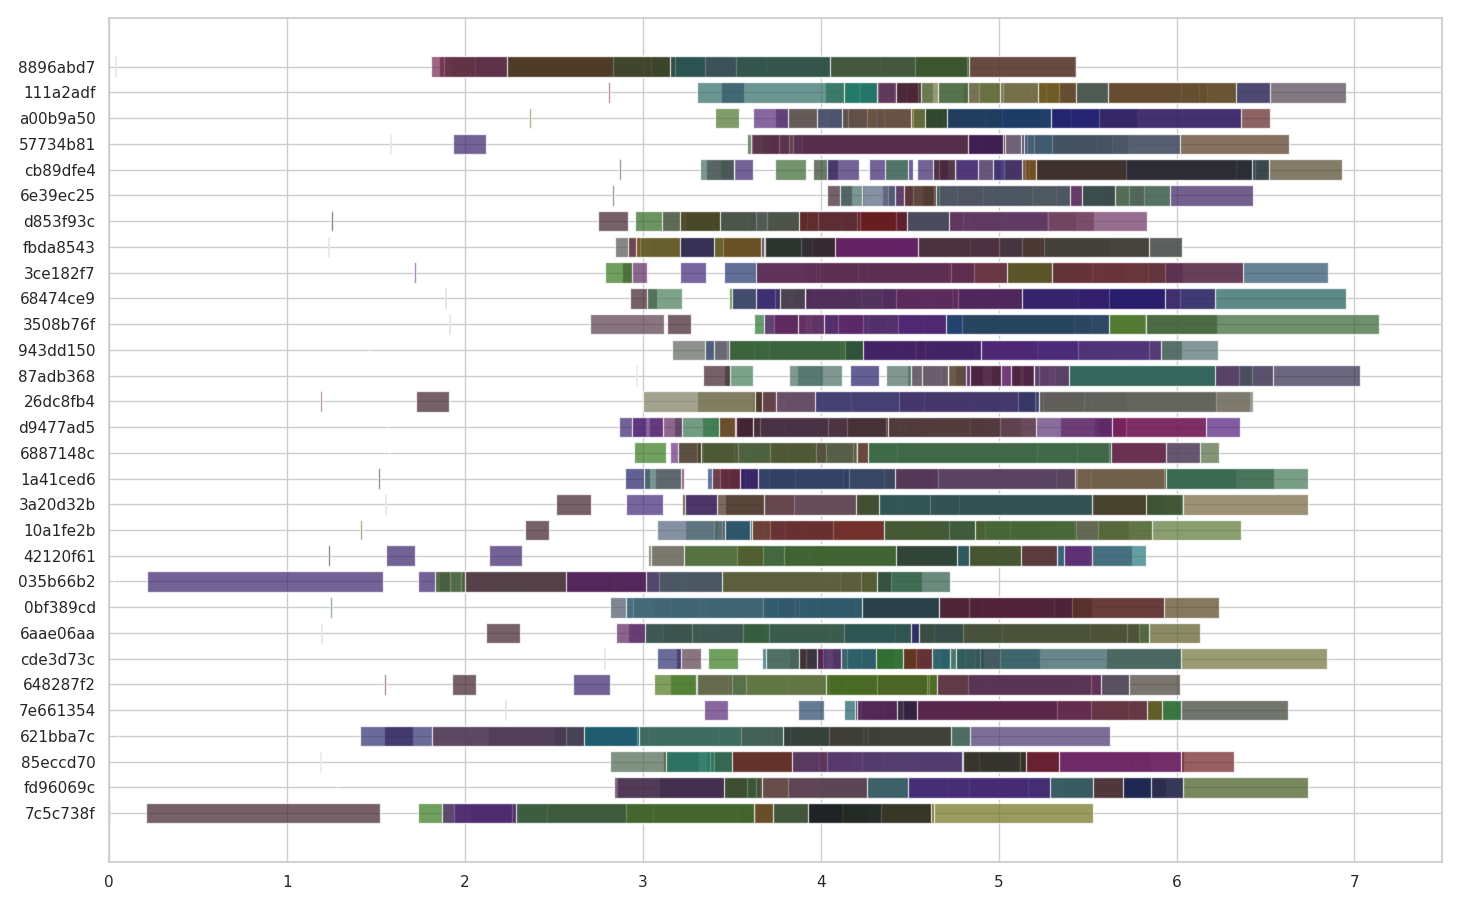 8896abd7
111a2adf
a00b9a50
57734b81
cb89dfe4
6e39ec25
d853f93c
fbda8543
3ce182f7
68474ce9
3508b76f
943dd150
87adb368
26dc8fb4
d9477ad5
6887148c
1a41ced6
3a20d32b
10a1fe2b
42120f61
035b66b2
0bf389cd
6aae06aa
cde3d73c
648287f2
7e661354
621bba7c
85eccd70
fd96069c
7c5c738f
0 1 2 3 4 5 6 7